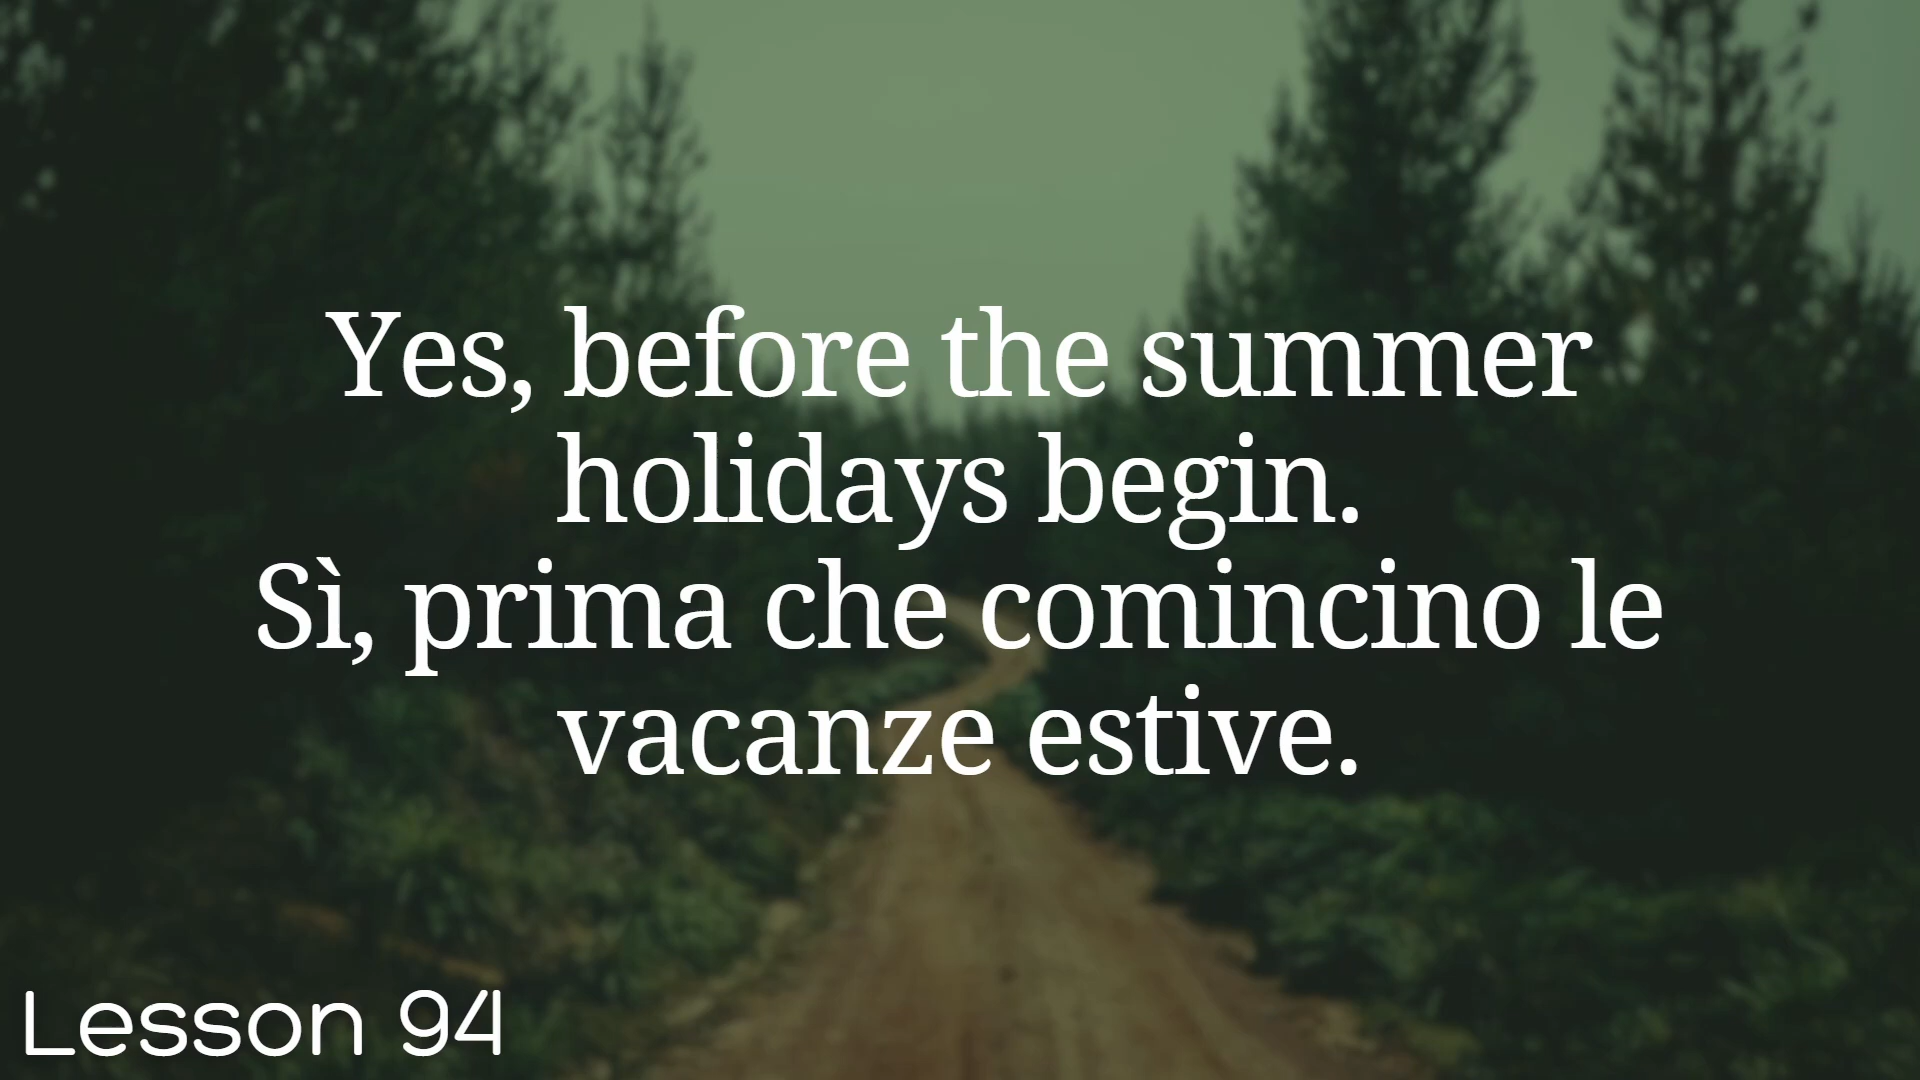 Yes, before the summer
holidays begin.
Sì, prima che comincino le
vacanze estive.
Lesson 94